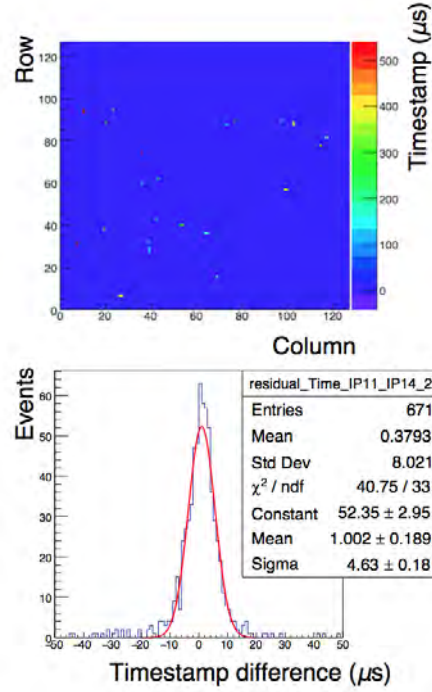 Row
120
100
80
60
40
20
0
0 20 40 60 80 100 120
Column
500
400
300
200
100
0
Timestamp (μs)
Events
60
50
40
30
20
10
0
-50 -40 -30 -20 -10 0 10 20 30 40 50
Timestamp difference (μs)
residual_Time_IP11_IP14_2
Entries 671
Mean 0.3793
Std Dev 8.021
χ² / ndf 40.75 / 33
Constant 52.35 ± 2.95
Mean 1.002 ± 0.189
Sigma 4.63 ± 0.18